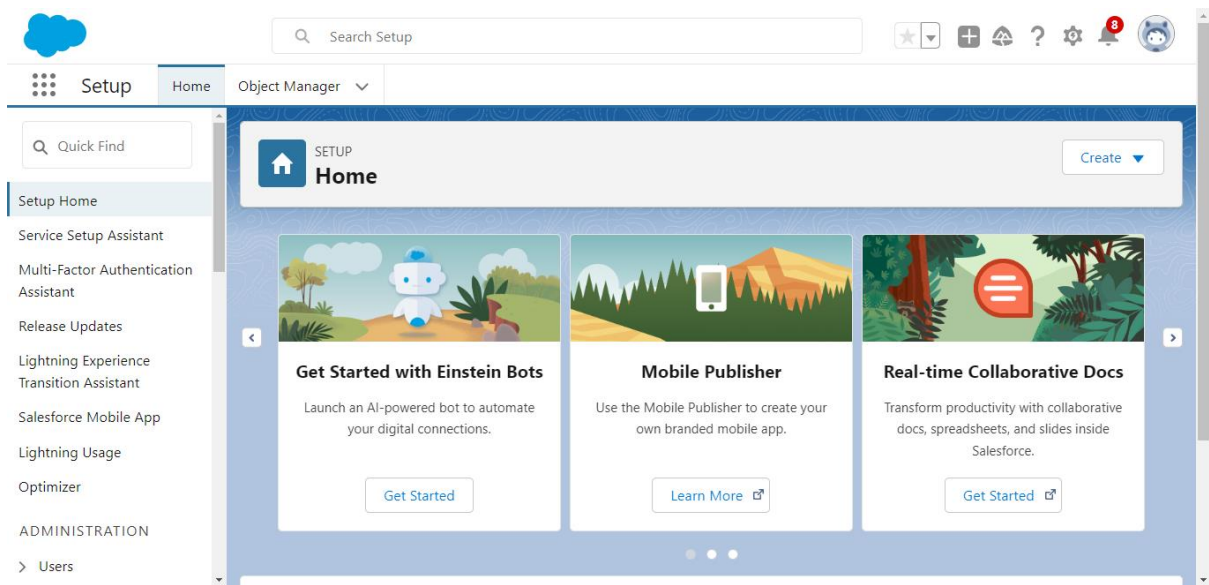 Search Setup
8
Setup
Home
Object Manager
Quick Find
Setup Home
Service Setup Assistant
Multi-Factor Authentication
Assistant
Release Updates
Lightning Experience
Transition Assistant
Salesforce Mobile App
Lightning Usage
Optimizer
ADMINISTRATION
Users
SETUP
Home
Create
Get Started with Einstein Bots
Launch an AI-powered bot to automate
your digital connections.
Get Started
Mobile Publisher
Use the Mobile Publisher to create your
own branded mobile app.
Learn More
Real-time Collaborative Docs
Transform productivity with collaborative
docs, spreadsheets, and slides inside
Salesforce.
Get Started